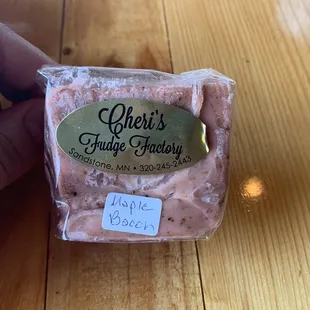 Cheri's
Fudge Factory
Sandstone, MN • 320-245-2443
Maple
Bacon